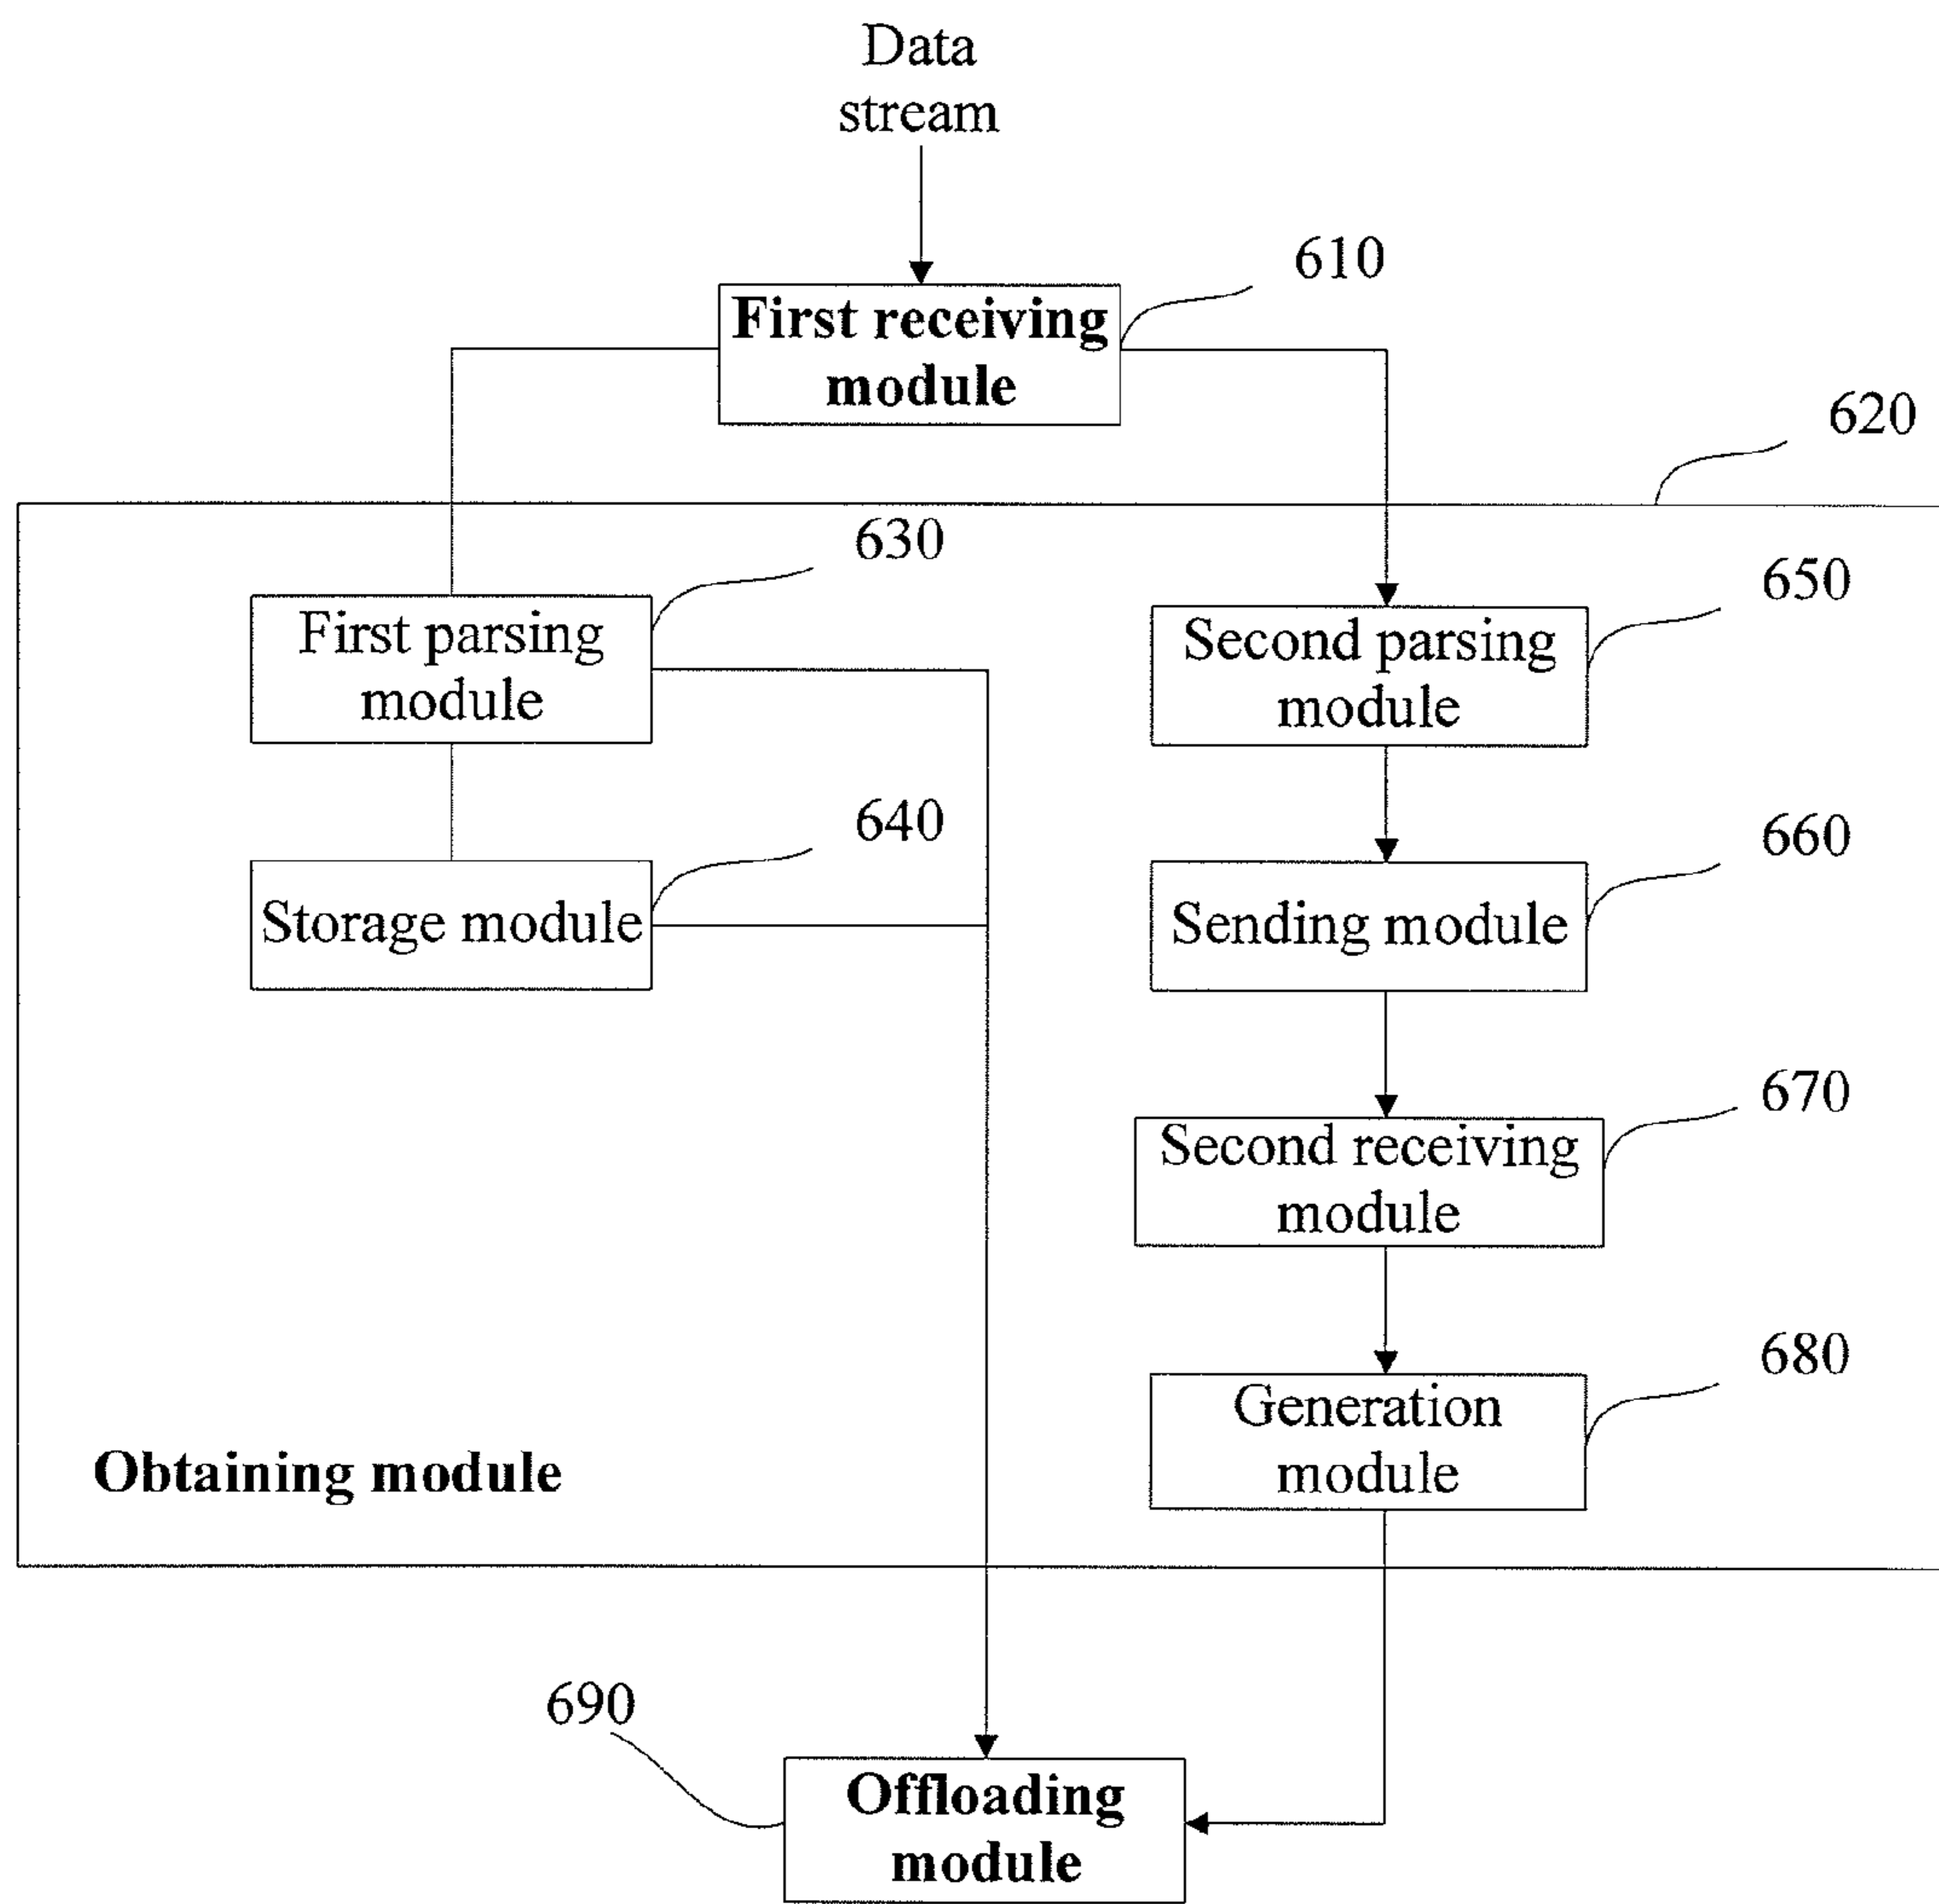 Data
stream
610
First receiving
module
620
630
First parsing
module
650
Second parsing
module
640
Storage module
660
Sending module
670
Second receiving
module
680
Generation
module
Obtaining module
690
Offloading
module